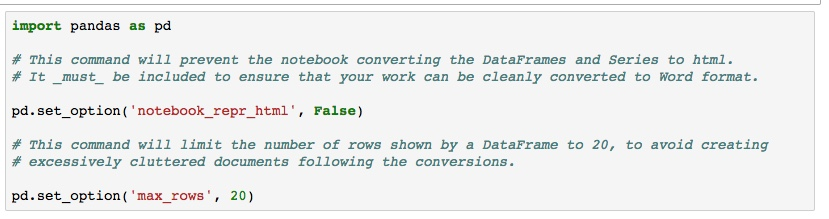 import pandas as pd
# This command will prevent the notebook converting the DataFrames and Series to html.
# It _must_ be included to ensure that your work can be cleanly converted to Word format.
pd.set_option('notebook_repr_html', False)
# This command will limit the number of rows shown by a DataFrame to 20, to avoid creating
# excessively cluttered documents following the conversions.
pd.set_option('max_rows', 20)